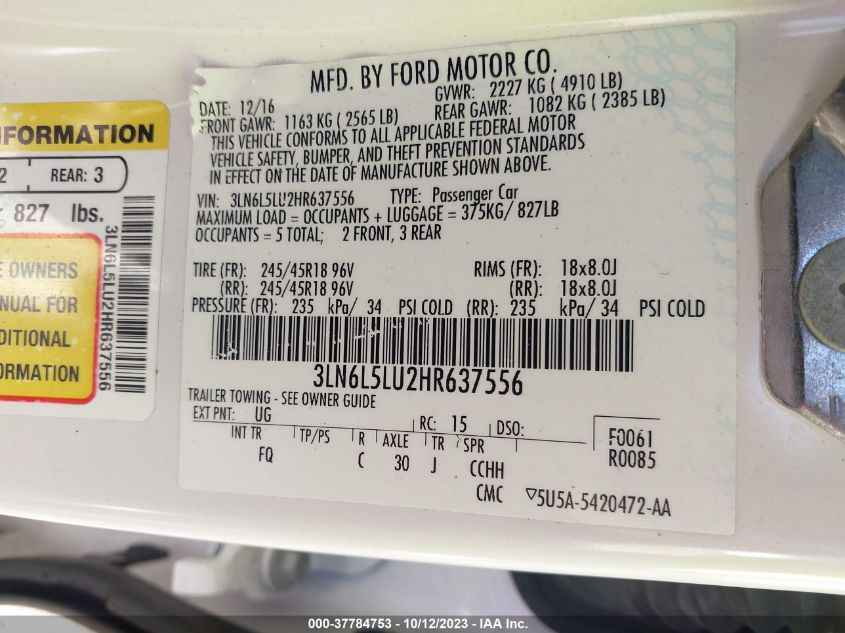 MFD. BY FORD MOTOR CO.
DATE: 12/16 GVWR: 2227 KG ( 4910 LB)
FRONT GAWR: 1163 KG ( 2565 LB) REAR GAWR: 1082 KG ( 2385 LB)
THIS VEHICLE CONFORMS TO ALL APPLICABLE FEDERAL MOTOR
VEHICLE SAFETY, BUMPER, AND THEFT PREVENTION STANDARDS
IN EFFECT ON THE DATE OF MANUFACTURE SHOWN ABOVE.
VIN: 3LN6L5LU2HR637556 TYPE: Passenger Car
MAXIMUM LOAD = OCCUPANTS + LUGGAGE = 375KG/ 827LB
OCCUPANTS = 5 TOTAL; 2 FRONT, 3 REAR
TIRE (FR): 245/45R18 96V RIMS (FR): 18x8.0J
(RR): 245/45R18 96V (RR): 18x8.0J
PRESSURE (FR): 235 kPa/ 34 PSI COLD (RR): 235 kPa/ 34 PSI COLD
3LN6L5LU2HR637556
TRAILER TOWING - SEE OWNER GUIDE
EXT PNT: UG RC: 15 DSO:
INT TR TP/PS R AXLE TR SPR
FQ C 30 J CCHH
CMC
F0061
R0085
▽5U5A-5420472-AA
NFORMATION
2 REAR: 3
827 lbs.
E OWNERS
NUAL FOR
DITIONAL
ORMATION
3LN6L5LU2HR637556
000-37784753 - 10/12/2023 - IAA Inc.